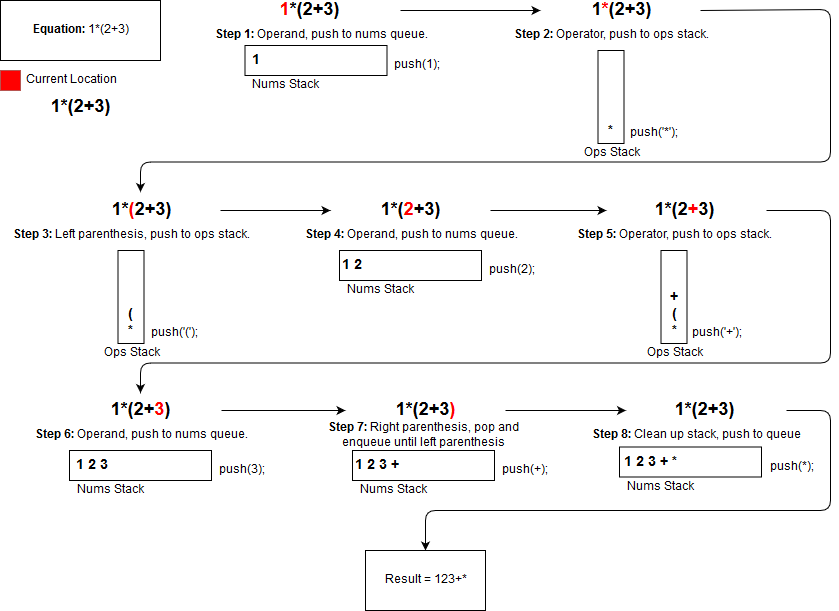 Equation: 1*(2+3)
Current Location
1*(2+3)
1*(2+3)
Step 1: Operand, push to nums queue.
1
push(1);
Nums Stack
1*(2+3)
Step 2: Operator, push to ops stack.
*
push('*');
Ops Stack
1*(2+3)
Step 3: Left parenthesis, push to ops stack.
(
*
push('(');
Ops Stack
1*(2+3)
Step 4: Operand, push to nums queue.
1 2
push(2);
Nums Stack
1*(2+3)
Step 5: Operator, push to ops stack.
+
(
*
push('+');
Ops Stack
1*(2+3)
Step 6: Operand, push to nums queue.
1 2 3
push(3);
Nums Stack
1*(2+3)
Step 7: Right parenthesis, pop and
enqueue until left parenthesis
1 2 3 +
push(+);
Nums Stack
1*(2+3)
Step 8: Clean up stack, push to queue
1 2 3 + *
push(*);
Nums Stack
Result = 123+*